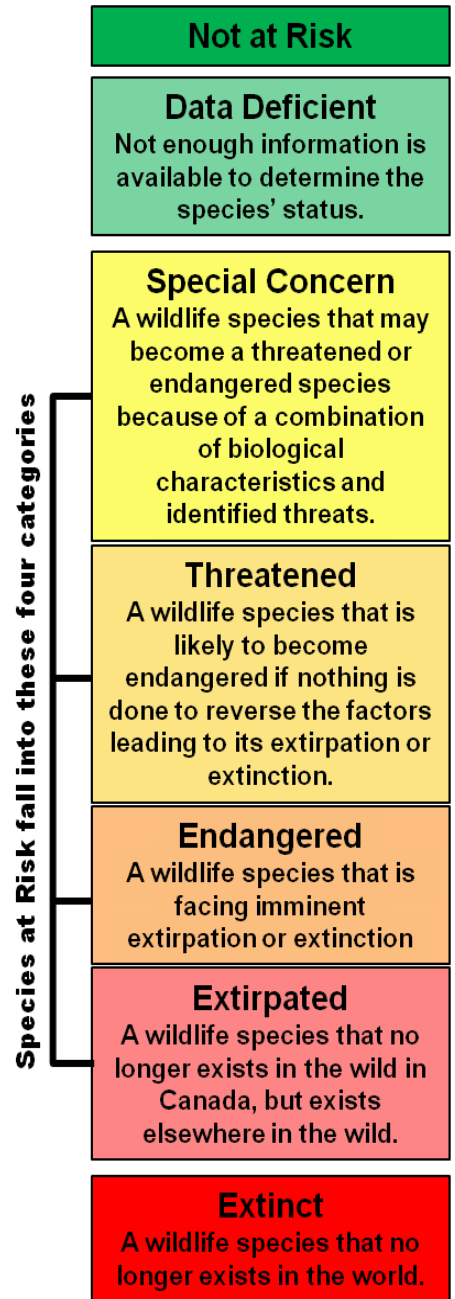 Not at Risk
Data Deficient
Not enough information is
available to determine the
species’ status.
Species at Risk fall into these four categories
Special Concern
A wildlife species that may
become a threatened or
endangered species
because of a combination
of biological
characteristics and
identified threats.
Threatened
A wildlife species that is
likely to become
endangered if nothing is
done to reverse the factors
leading to its extirpation or
extinction.
Endangered
A wildlife species that is
facing imminent
extirpation or extinction
Extirpated
A wildlife species that no
longer exists in the wild in
Canada, but exists
elsewhere in the wild.
Extinct
A wildlife species that no
longer exists in the world.